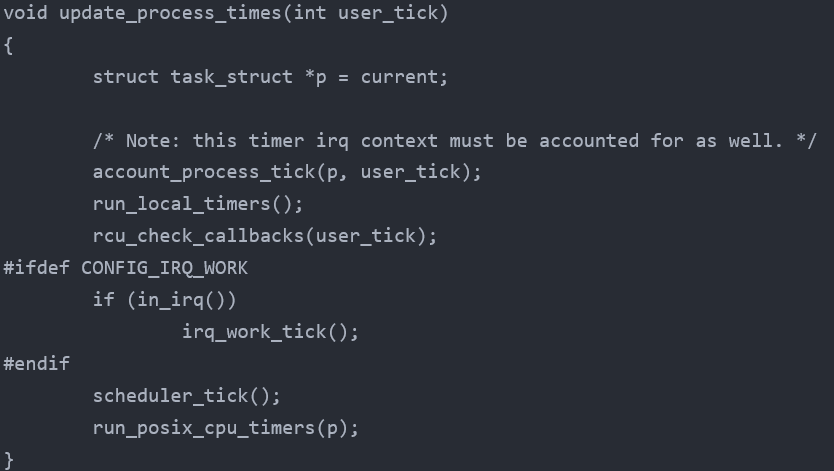 void update_process_times(int user_tick)
{
        struct task_struct *p = current;

        /* Note: this timer irq context must be accounted for as well. */
        account_process_tick(p, user_tick);
        run_local_timers();
        rcu_check_callbacks(user_tick);
#ifdef CONFIG_IRQ_WORK
        if (in_irq())
                irq_work_tick();
#endif
        scheduler_tick();
        run_posix_cpu_timers(p);
}